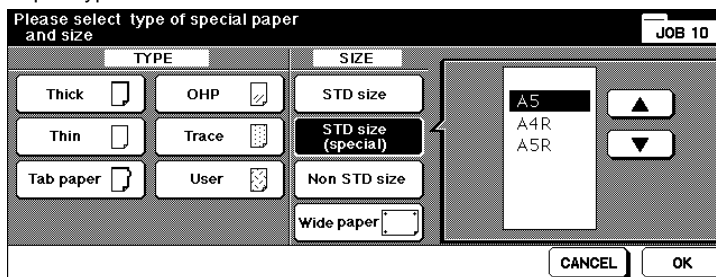 Please select type of special paper
and size
JOB 10
TYPE
SIZE
Thick
OHP
STD size
Thin
Trace
STD size
(special)
Tab paper
User
Non STD size
Wide paper
A5
A4R
A5R
CANCEL
OK